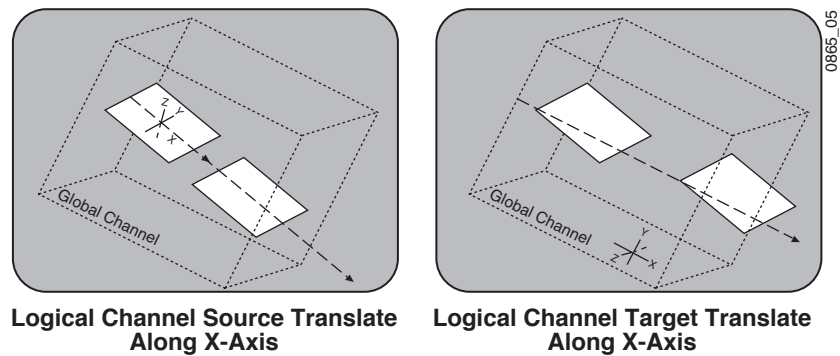 Z Y
X
Global Channel
Logical Channel Source Translate
Along X-Axis
Y
Z X
Global Channel
Logical Channel Target Translate
Along X-Axis
0865_05